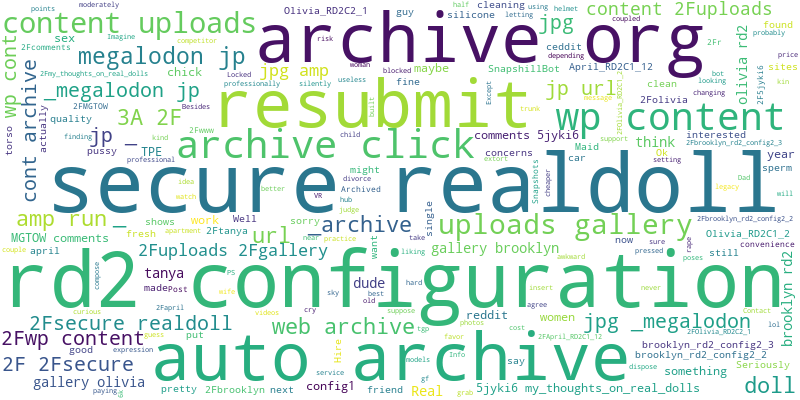 content uploads
Olivia_RD2C2_1
guy
silicone
cleaning
using
helmet
letting
half
moderately
points
archive org
jpg
content 2Fuploads
coupled
sex
megalodon jp
Imagine
competitor
risk
woman
maybe
ceddit
April_RD2C1_12
found
probably
price
2Fcomments
2Fmy_thoughts_on_real_dolls
chick
jpg amp
Locked
professionally
silently
blocked
useless
SnapshillBot
depending
bot
looking
sites
wp cont
cont archive
_megalodon jp
2FMGTOW
resubmit
fine
Except
jp url
clean
changing
olivia rd2
kin
torso
actually
quality
3A 2F
Besides
built
trunk
message
2FOlivia_RD2C1_2
2F5jyki6
2Folivia
wp content
finding
kind
jp _
2Fwww
archive click
child
comments 5jyki6
support
think
interested
2Fbrooklyn_rd2_config2_3
pussy
TPE
professional
might
concerns
extort
Maid
Ok
year
car
setting
Dad
sperm
secure realdoll
idea
watch
better
divorce
VR
Archived
hub
judge
Snapshots
cheaper
legacy
will
amp run _
shows
work
Well
sorry
_archive
single
uploads gallery
2Fbrooklyn_rd2_config2_2
Olivia_RD2C1_2
MGTOW comments
fresh
2Ftanya
url
cry
apartment
near
practice
take
want
liking
now
sure
pressed
rape
still
convenience
couple
april
2Fuploads 2Fgallery
gallery brooklyn
awkward
poses
brooklyn rd2
rd2 configuration
compose
tanya
made
Post
PS
wife
sky
best
old
dude
hard
suppose
insert
agree
never
Contact
curious
2Fapril
videos
photos
2FOlivia_RD2C2_1
lol
2Fsecure realdoll
web archive
reddit
women
jpg _megalodon
2Fwp content
good
expression
guess
put
Hire
tgp
favor
cost
say
2FApril_RD2C1_12
brooklyn_rd2_config2_3
brooklyn_rd2_config2_2
2F 2Fsecure
auto archive
models
Info
dispose
Seriously
service
gf
something
gallery olivia
paying
pretty
2Fbrooklyn
next
config1
friend
Real
grab
5jyki6 my_thoughts_on_real_dolls
doll